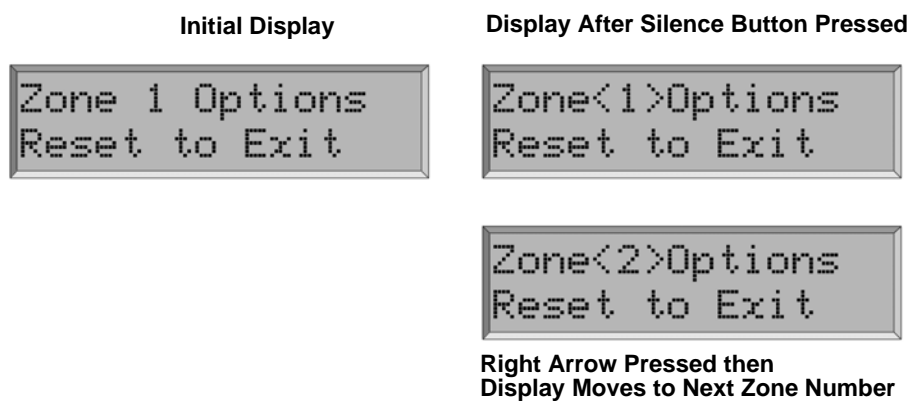 Initial Display
Zone 1 Options
Reset to Exit
Display After Silence Button Pressed
Zone<1>Options
Reset to Exit
Zone<2>Options
Reset to Exit
Right Arrow Pressed then
Display Moves to Next Zone Number